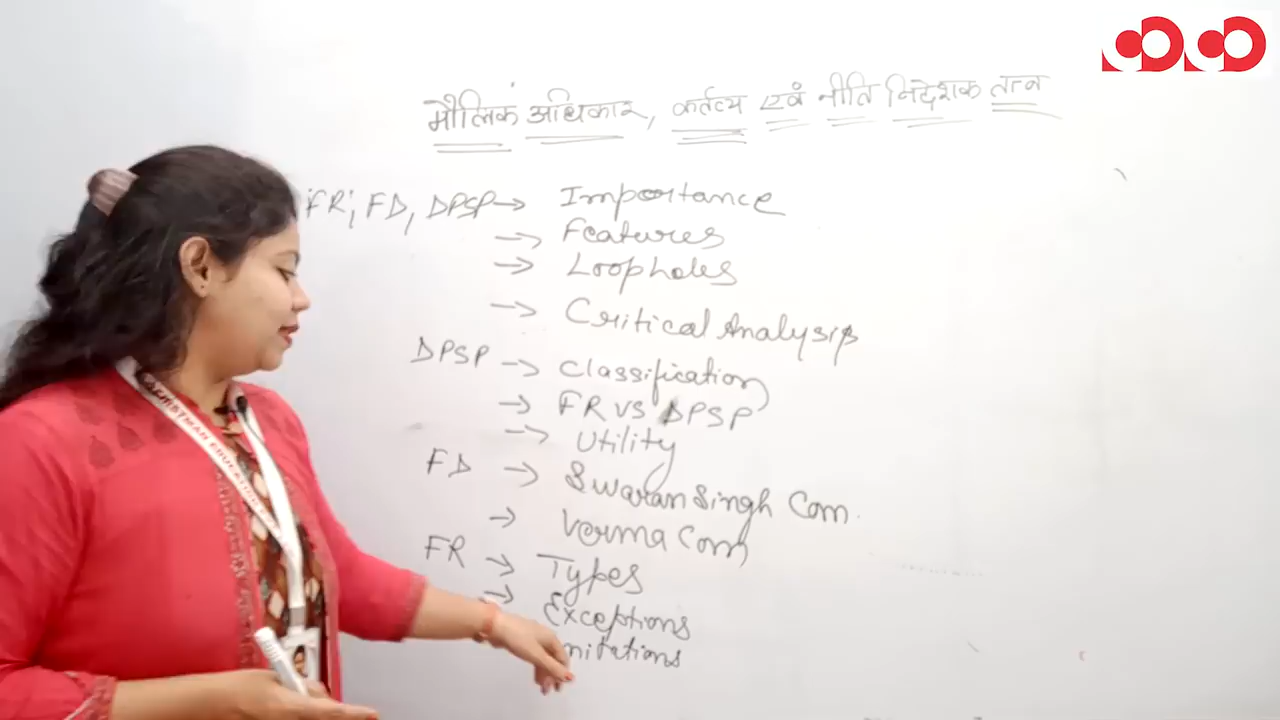 मौलिक अधिकार, कर्तव्य एवं नीति निदेशक तत्व
FR, FD, DPSP → Importance
→ Features
→ Loopholes
→ Critical Analysis
DPSP → Classification
→ FR VS DPSP
→ Utility
FD → Swaran Singh Com.
→ Verma Com
FR → Types
→ Exceptions
mitations